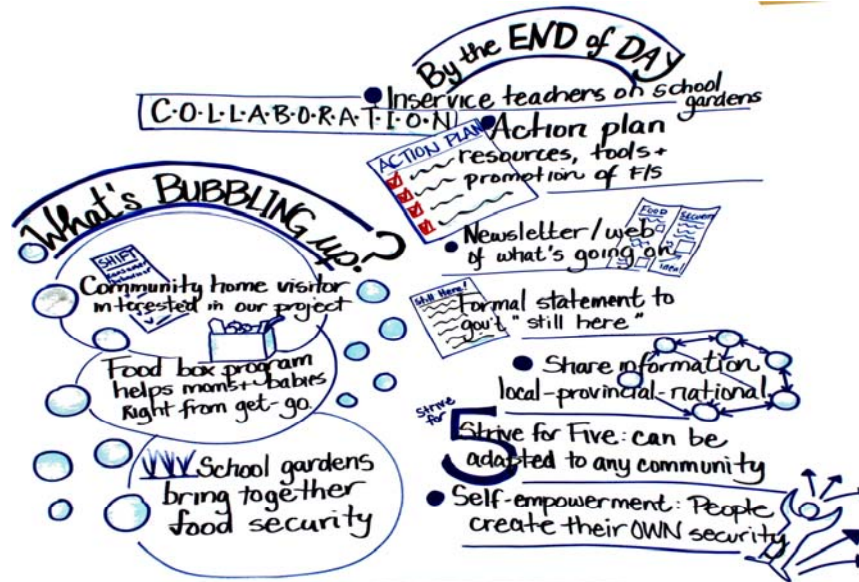 By the END of DAY
C·O·L·L·A·B·O·R·A·T·I·O·N
Inservice teachers on school
gardens
ACTION PLAN
Action plan
resources, tools +
promotion of F/S
Newsletter/web
of what's going on
FOOD
Still Here!
Formal statement to
gov't "still here"
Share information
local-provincial-national
Strive
for
5
Strive for Five: can be
adapted to any community
Self-empowerment: People
create their OWN security
What's BUBBLING up?
SHIFT
Community home visitor
interested in our project
Food box program
helps moms + babies
Right from get-go.
School gardens
bring together
food security